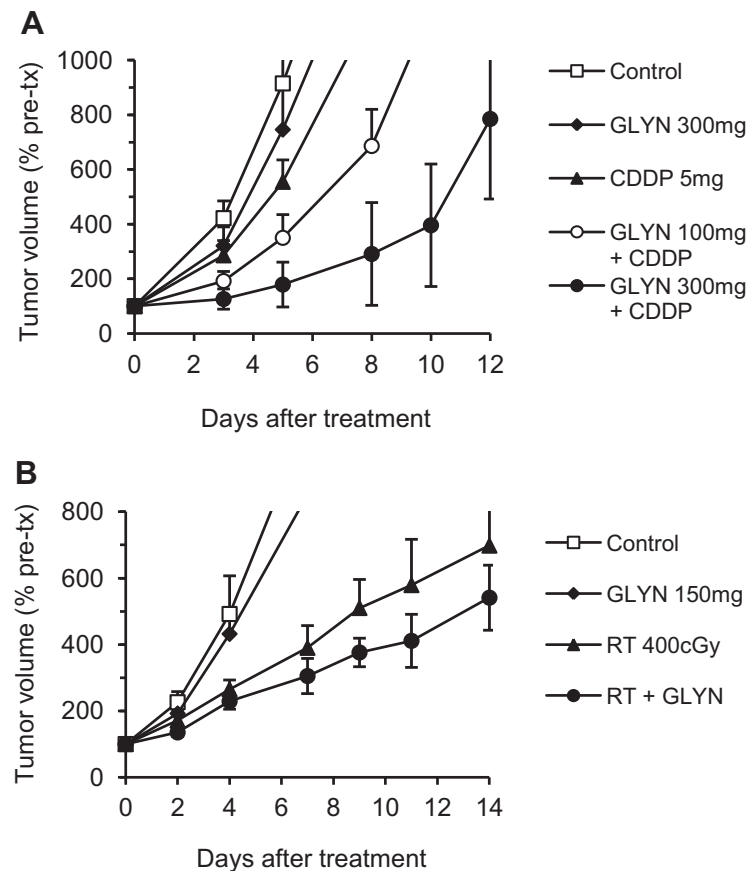 A
Tumor volume (% pre-tx)
1000
800
600
400
200
0
0 2 4 6 8 10 12
Days after treatment
Control
GLYN 300mg
CDDP 5mg
GLYN 100mg
+ CDDP
GLYN 300mg
+ CDDP
B
Tumor volume (% pre-tx)
800
600
400
200
0
0 2 4 6 8 10 12 14
Days after treatment
Control
GLYN 150mg
RT 400cGy
RT + GLYN